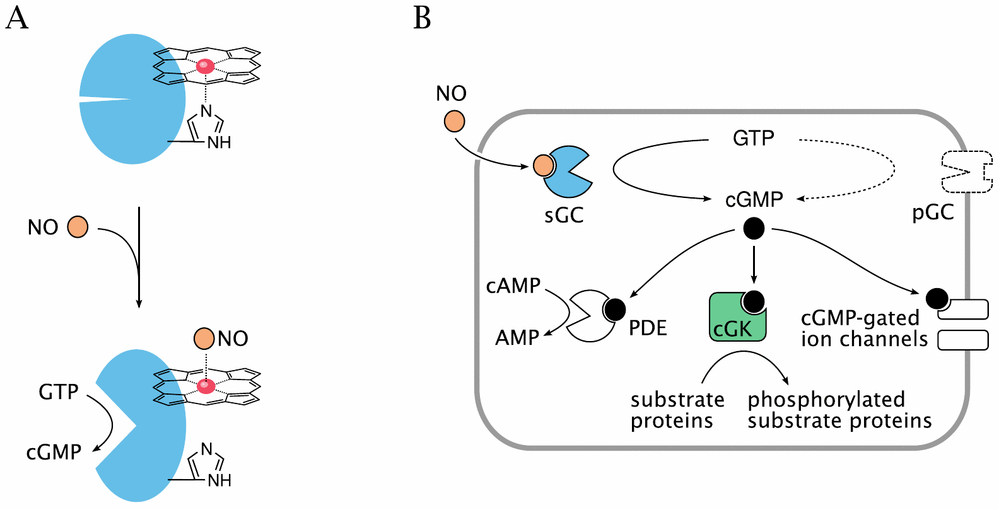 A
N
NH
NO
NO
GTP
cGMP
N
NH
B
NO
GTP
sGC
cGMP
pGC
cAMP
AMP
PDE
cGK
cGMP-gated
ion channels
substrate
proteins
phosphorylated
substrate proteins